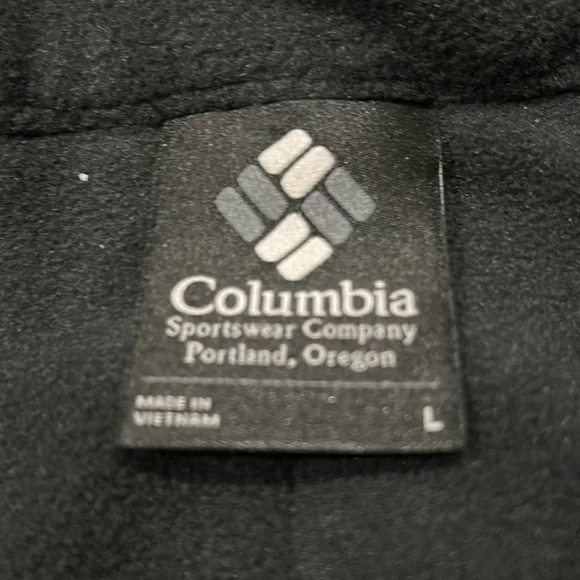 Columbia
Sportswear Company
Portland, Oregon
MADE IN
VIETNAM
L